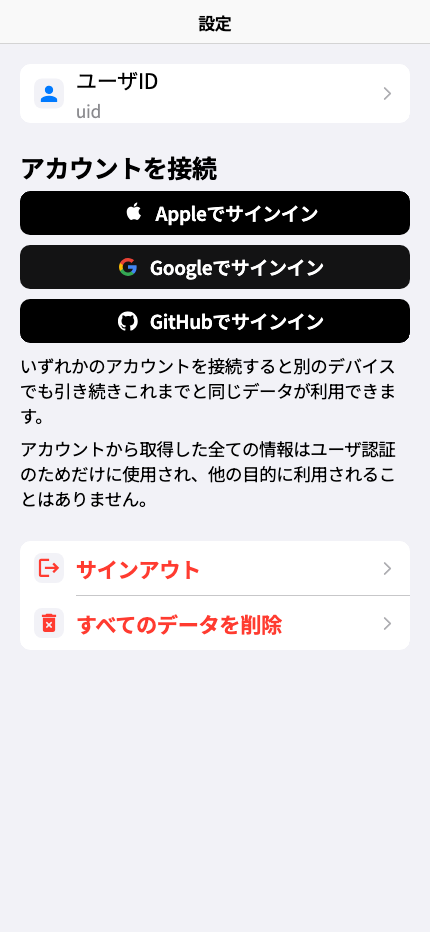 設定
ユーザID
uid
アカウントを接続
Appleでサインイン
Googleでサインイン
GitHubでサインイン
いずれかのアカウントを接続すると別のデバイス
でも引き続きこれまでと同じデータが利用できま
す。
アカウントから取得した全ての情報はユーザ認証
のためだけに使用され、他の目的に利用されるこ
とはありません。
サインアウト
すべてのデータを削除